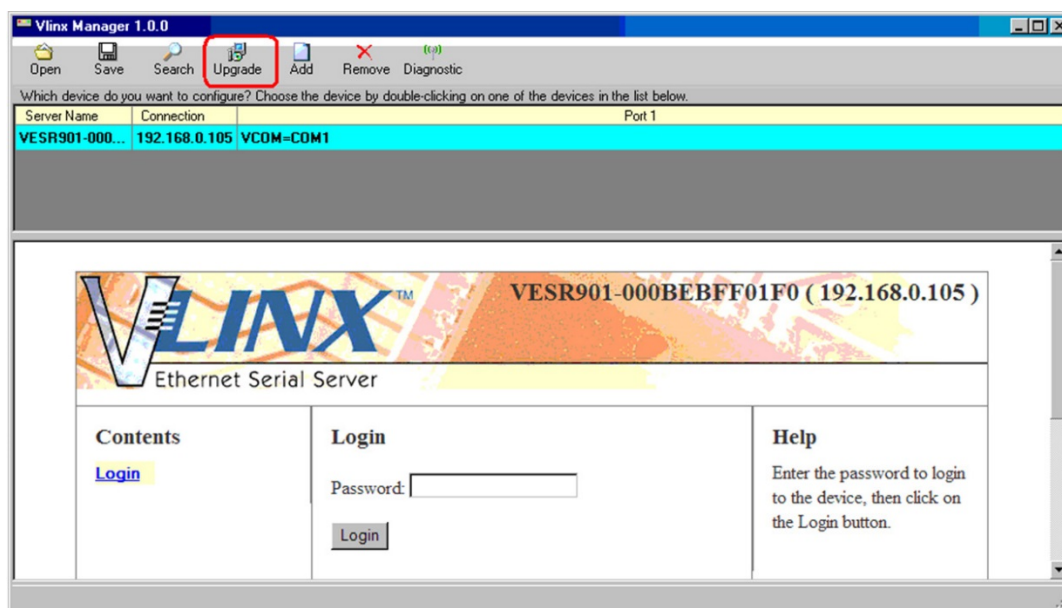 Vlinx Manager 1.0.0
Open Save Search Upgrade Add Remove Diagnostic
Which device do you want to configure? Choose the device by double-clicking on one of the devices in the list below.
Server Name Connection Port 1
VESR901-000... 192.168.0.105 VCOM=COM1
VLINX™
VESR901-000BEBFF01F0 ( 192.168.0.105 )
Ethernet Serial Server
Contents
Login
Login
Password:
Login
Help
Enter the password to login
to the device, then click on
the Login button.